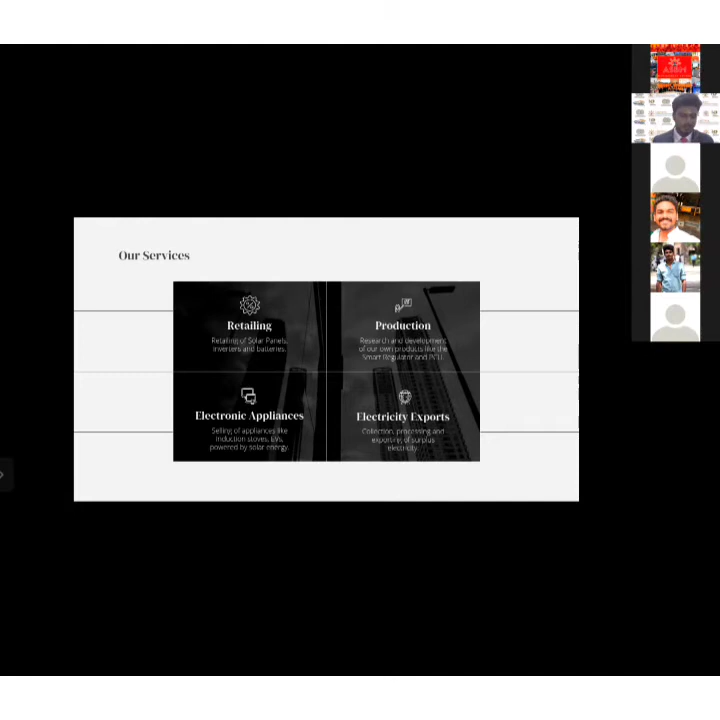 Our Services
Retailing
Retailing of Solar Panels,
Inverters and batteries.
Production
Research and development
of our own products like the
Smart Regulator and PCU.
Electronic Appliances
Selling of appliances like
Induction stoves, EVs,
powered by solar energy.
Electricity Exports
Collection, processing and
exporting of surplus
electricity